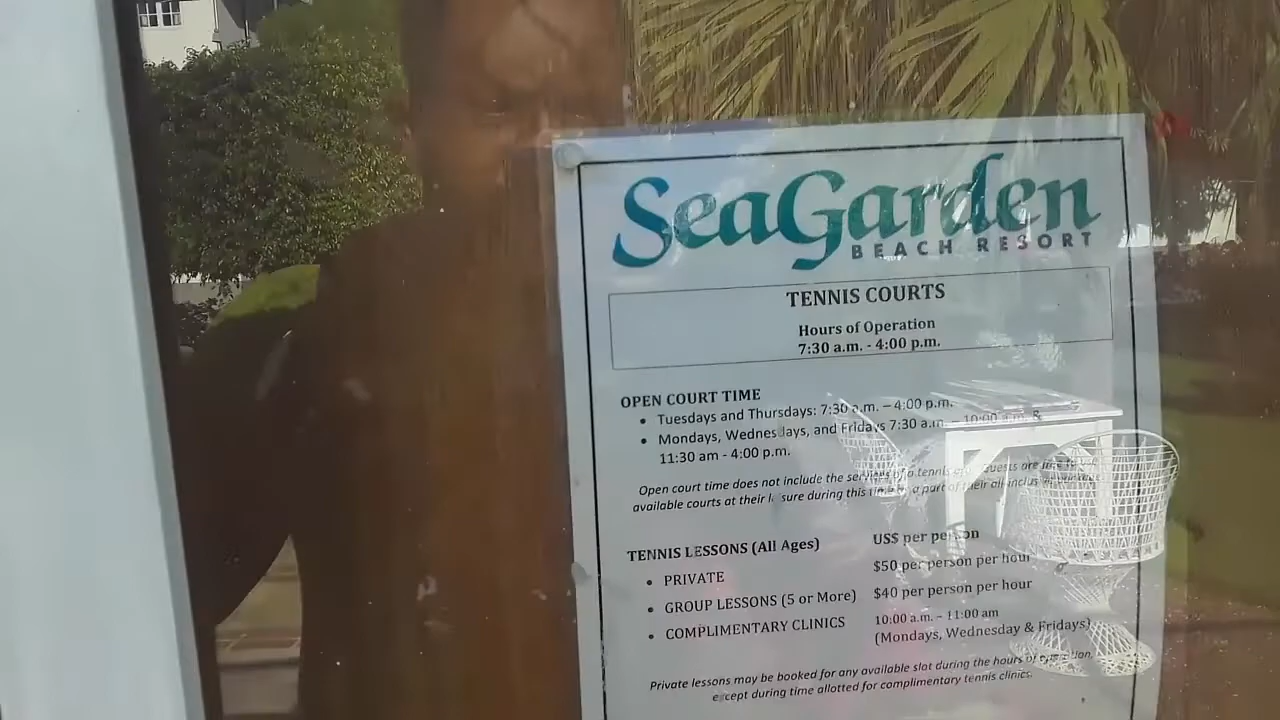 SeaGarden
BEACH RESORT
TENNIS COURTS
Hours of Operation
7:30 a.m. - 4:00 p.m.
OPEN COURT TIME
• Tuesdays and Thursdays: 7:30 a.m. – 4:00 p.m.
• Mondays, Wednesdays, and Fridays 7:30 a.m. – 10:00 a.m. &
11:30 am - 4:00 p.m.
Open court time does not include the services of a tennis guests are
available courts at their leisure during this time as a part of their all-inclusive
TENNIS LESSONS (All Ages) US$ per person
• PRIVATE $50 per person per hour
• GROUP LESSONS (5 or More) $40 per person per hour
• COMPLIMENTARY CLINICS 10:00 a.m. – 11:00 am
(Mondays, Wednesday & Fridays)
Private lessons may be booked for any available slot during the hours of operation,
except during time allotted for complimentary tennis clinics.